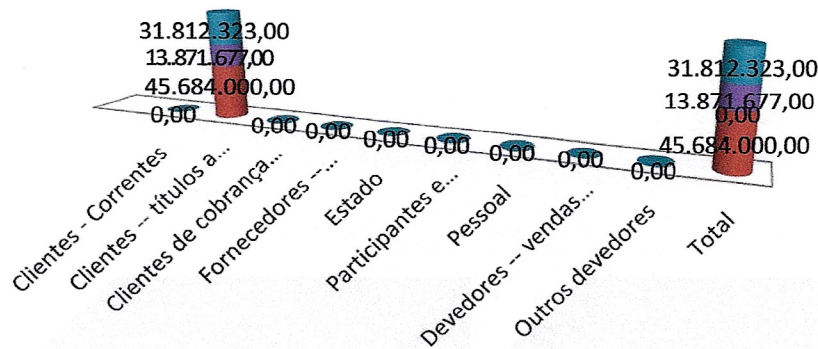 31.812.323,00
13.871.677,00
45.684.000,00
0,00
0,00
0,00
0,00
0,00
0,00
0,00
0,00
31.812.323,00
13.871.677,00
0,00
45.684.000,00
Clientes - Correntes
Clientes -- títulos a...
Clientes de cobrança...
Fornecedores --...
Estado
Participantes e...
Pessoal
Devedores -- vendas...
Outros devedores
Total